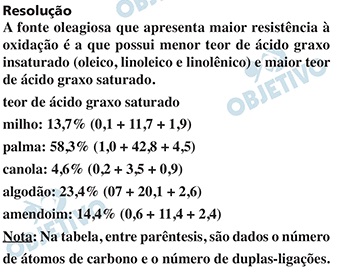 Resolução
A fonte oleagiosa que apresenta maior resistência à
oxidação é a que possui menor teor de ácido graxo
insaturado (oleico, linoleico e linolênico) e maior teor
de ácido graxo saturado.
teor de ácido graxo saturado
milho: 13,7% (0,1 + 11,7 + 1,9)
palma: 58,3% (1,0 + 42,8 + 4,5)
canola: 4,6% (0,2 + 3,5 + 0,9)
algodão: 23,4% (07 + 20,1 + 2,6)
amendoim: 14,4% (0,6 + 11,4 + 2,4)
Nota: Na tabela, entre parêntesis, são dados o número
de átomos de carbono e o número de duplas-ligações.
OBJETIVO
OBJETIVO
OBJETIVO